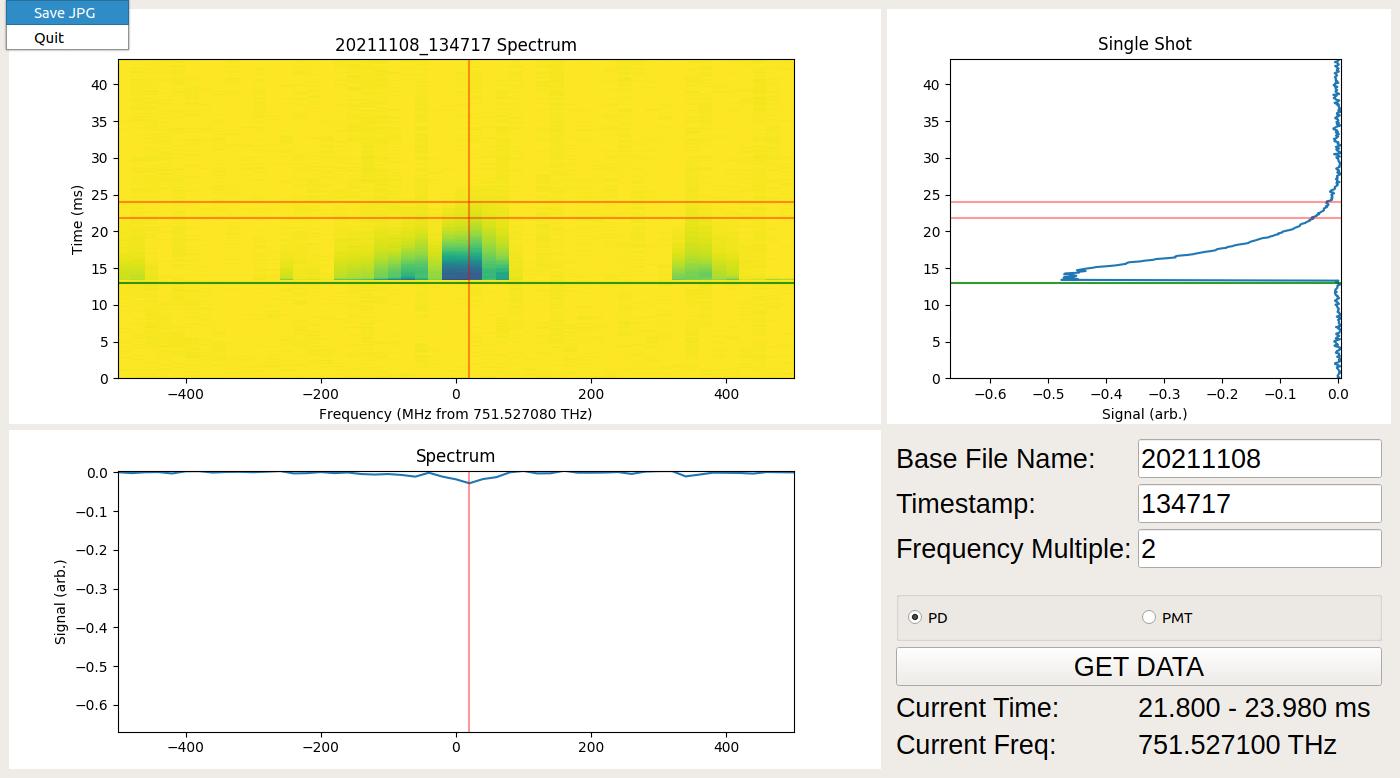 Save JPG
Quit
20211108_134717 Spectrum
40
35
30
25
20
15
10
5
0
Time (ms)
−400
−200
0
200
400
Frequency (MHz from 751.527080 THz)
Single Shot
40
35
30
25
20
15
10
5
0
−0.6
−0.5
−0.4
−0.3
−0.2
−0.1
0.0
Signal (arb.)
Spectrum
0.0
−0.1
−0.2
−0.3
−0.4
−0.5
−0.6
Signal (arb.)
−400
−200
0
200
400
Base File Name: 20211108
Timestamp: 134717
Frequency Multiple: 2
PD PMT
GET DATA
Current Time: 21.800 - 23.980 ms
Current Freq: 751.527100 THz